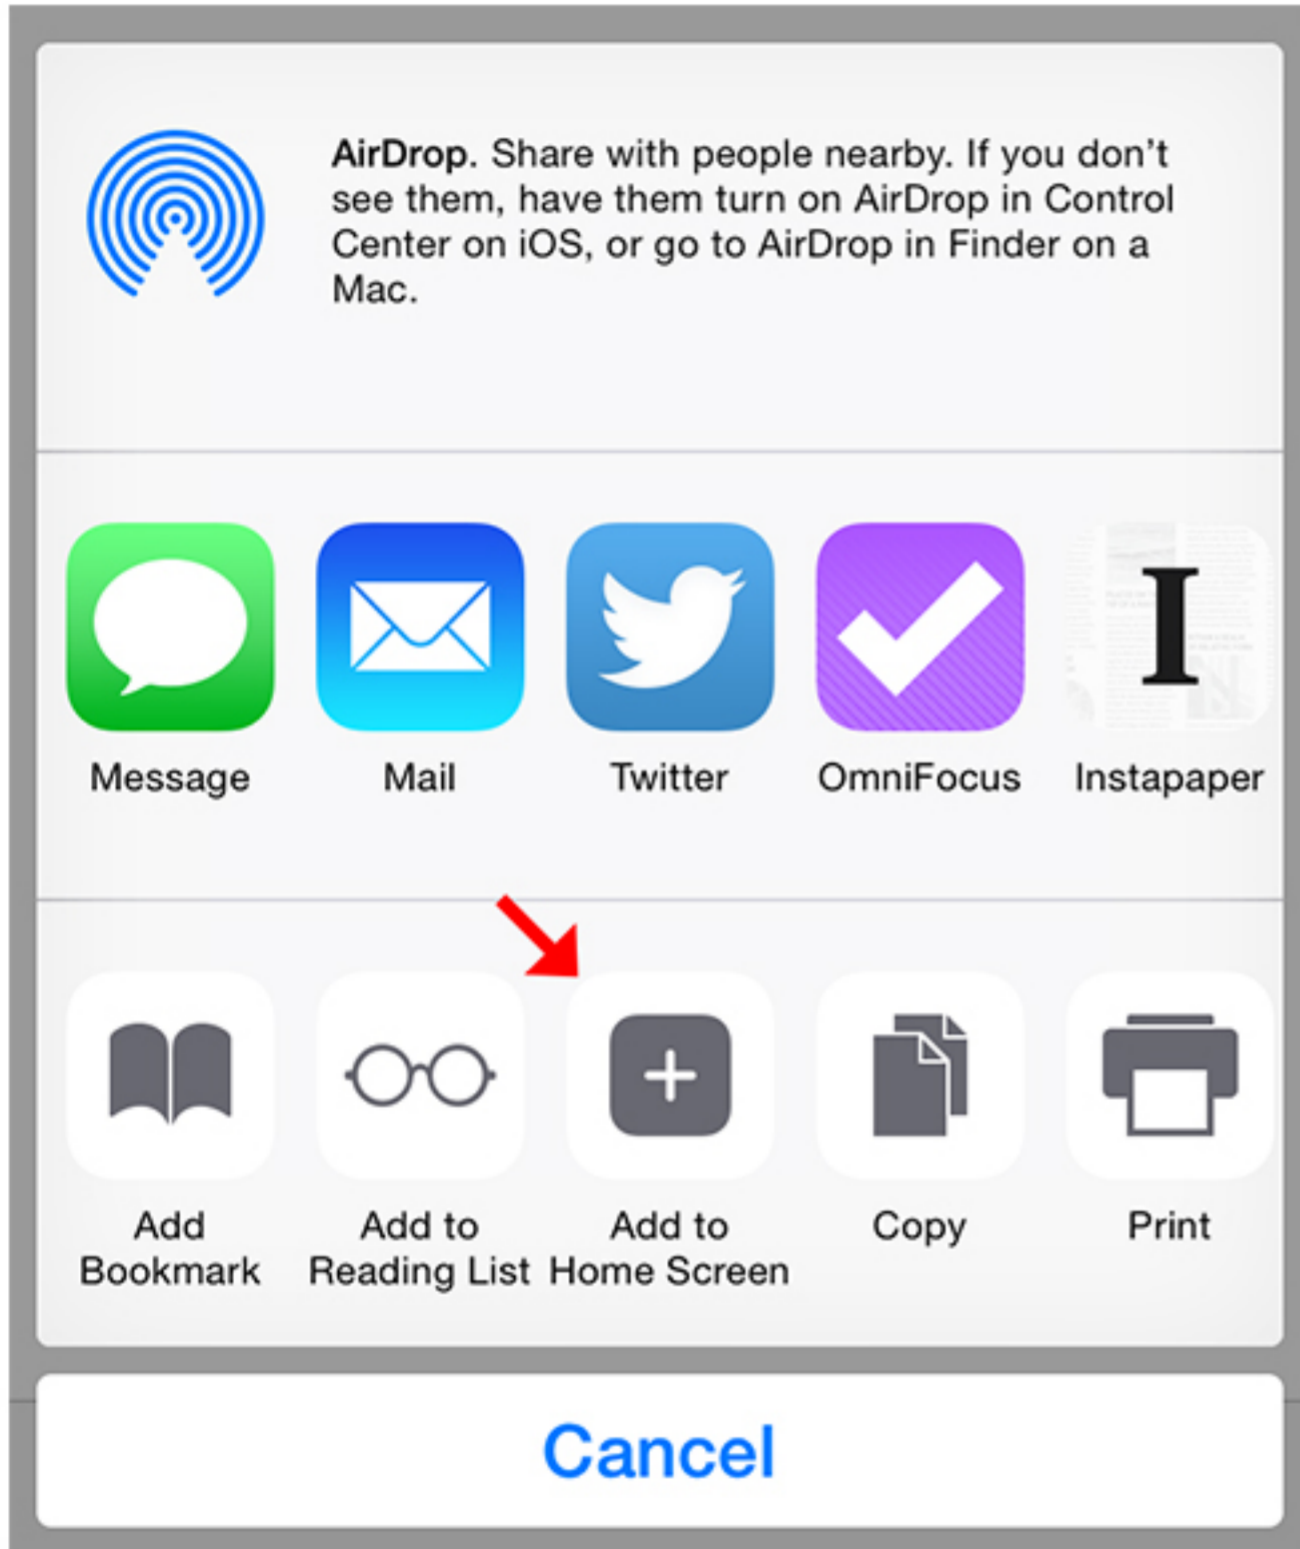 AirDrop. Share with people nearby. If you don't
see them, have them turn on AirDrop in Control
Center on iOS, or go to AirDrop in Finder on a
Mac.
I
Message
Mail
Twitter
OmniFocus
Instapaper
Add
Bookmark
Add to
Reading List
Add to
Home Screen
Copy
Print
Cancel